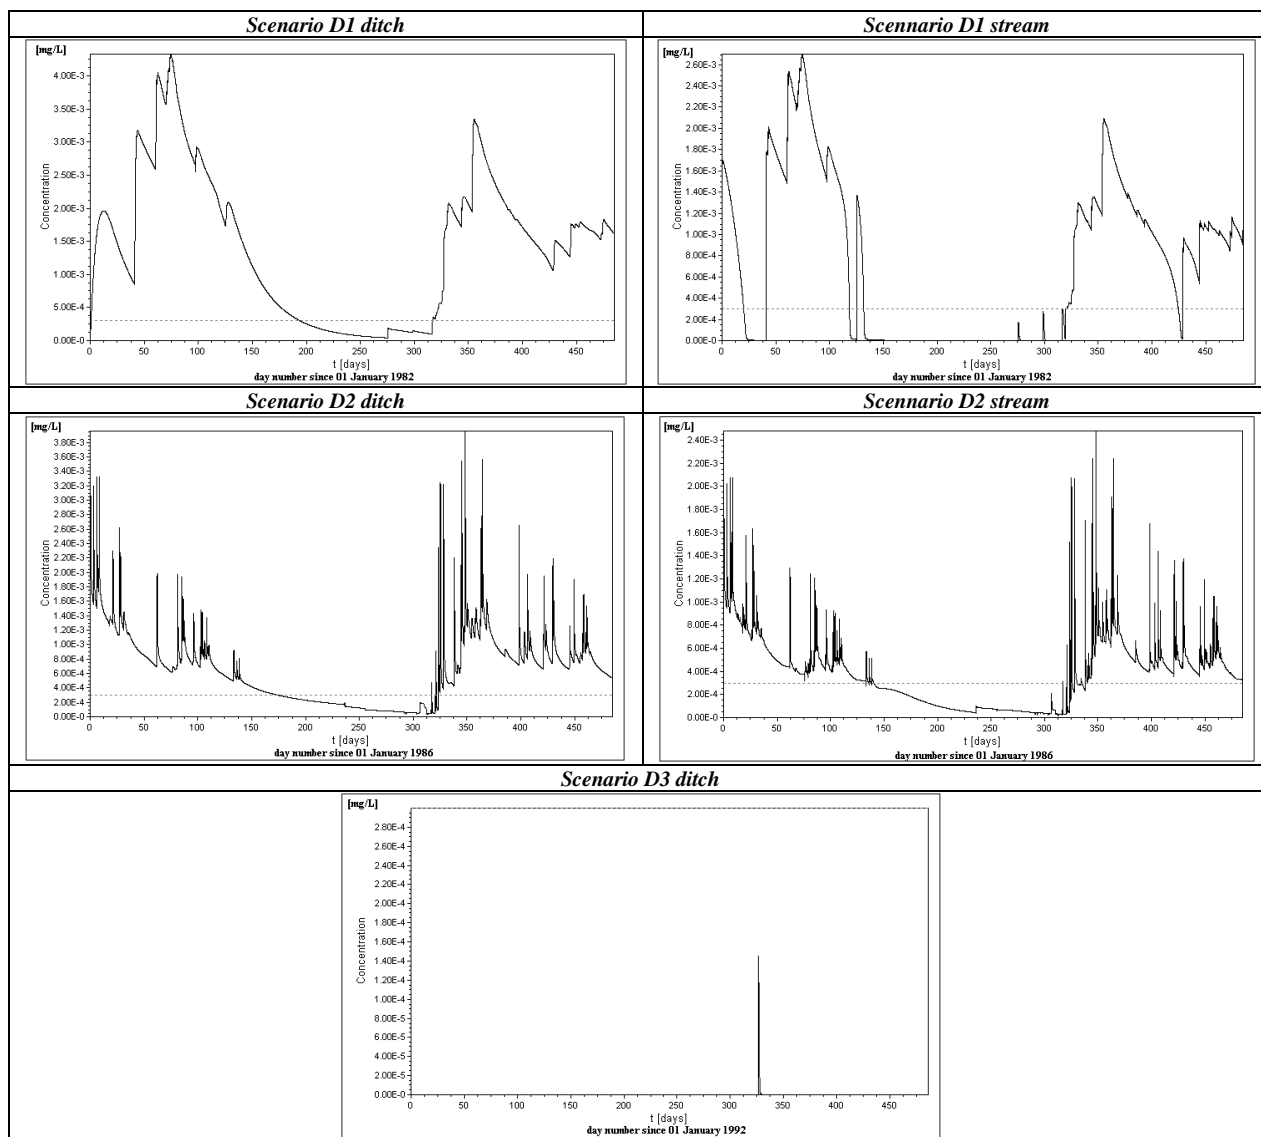 Scenario D1 ditch
Scennario D1 stream
[mg/L]
4.00E-3
3.50E-3
3.00E-3
2.50E-3
2.00E-3
1.50E-3
1.00E-3
5.00E-4
0.00E-0
Concentration
0 50 100 150 200 250 300 350 400 450
t [days]
day number since 01 January 1982
[mg/L]
2.60E-3
2.40E-3
2.20E-3
2.00E-3
1.80E-3
1.60E-3
1.40E-3
1.20E-3
1.00E-3
8.00E-4
6.00E-4
4.00E-4
2.00E-4
0.00E-0
Concentration
0 50 100 150 200 250 300 350 400 450
t [days]
day number since 01 January 1982
Scenario D2 ditch
Scennario D2 stream
[mg/L]
3.80E-3
3.60E-3
3.40E-3
3.20E-3
3.00E-3
2.80E-3
2.60E-3
2.40E-3
2.20E-3
2.00E-3
1.80E-3
1.60E-3
1.40E-3
1.20E-3
1.00E-3
8.00E-4
6.00E-4
4.00E-4
2.00E-4
0.00E-0
Concentration
0 50 100 150 200 250 300 350 400 450
t [days]
day number since 01 January 1986
[mg/L]
2.40E-3
2.20E-3
2.00E-3
1.80E-3
1.60E-3
1.40E-3
1.20E-3
1.00E-3
8.00E-4
6.00E-4
4.00E-4
2.00E-4
0.00E-0
Concentration
0 50 100 150 200 250 300 350 400 450
t [days]
day number since 01 January 1986
Scenario D3 ditch
[mg/L]
2.80E-4
2.60E-4
2.40E-4
2.20E-4
2.00E-4
1.80E-4
1.60E-4
1.40E-4
1.20E-4
1.00E-4
8.00E-5
6.00E-5
4.00E-5
2.00E-5
0.00E-0
Concentration
0 50 100 150 200 250 300 350 400 450
t [days]
day number since 01 January 1992